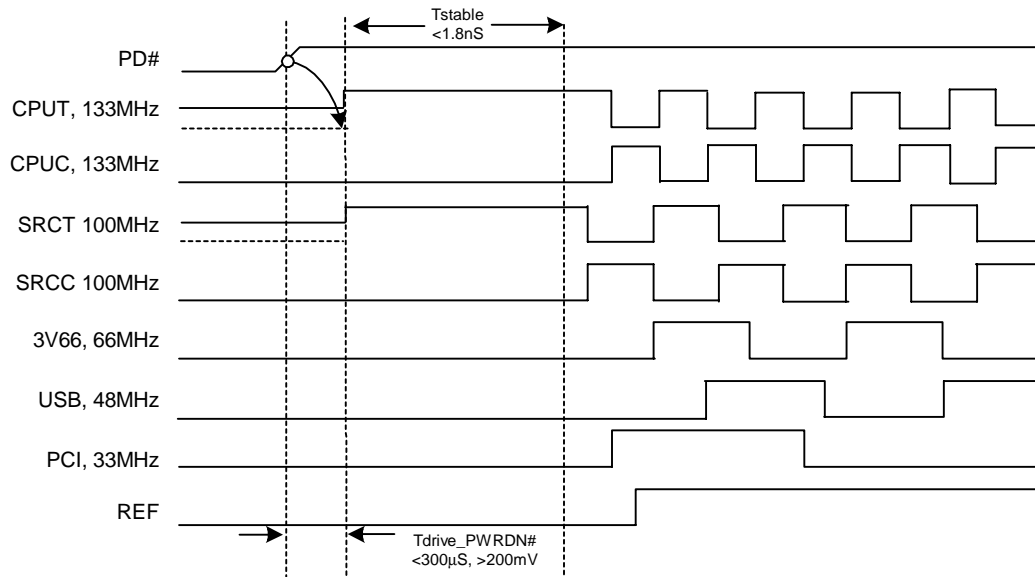 Tstable
<1.8nS
PD#
CPUT, 133MHz
CPUC, 133MHz
SRCT 100MHz
SRCC 100MHz
3V66, 66MHz
USB, 48MHz
PCI, 33MHz
REF
Tdrive_PWRDN#
<300μS, >200mV